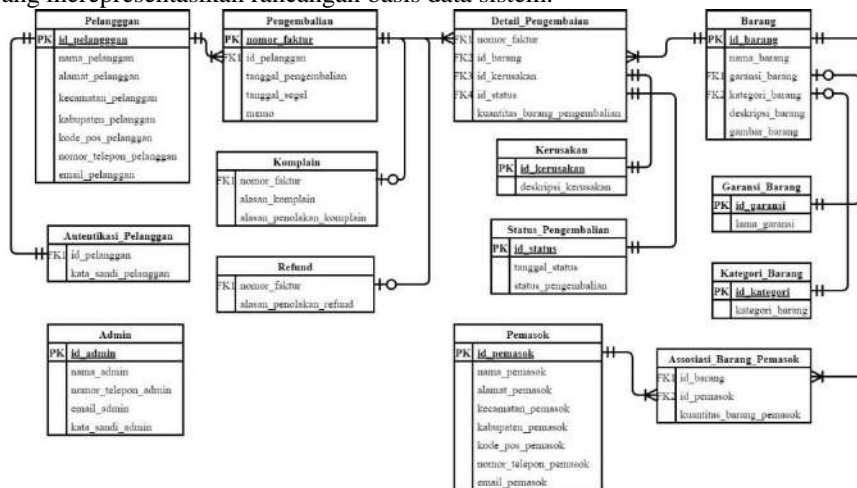 ang merepresentasikan rancangan basis data sistem.
Pelangggan
PK id_pelangggan
nama_pelanggan
alamat_pelanggan
kecamatan_pelanggan
kabupaten_pelanggan
kode_pos_pelanggan
nomor_telepon_pelanggan
email_pelanggan
Autentikasi_Pelanggan
FK1 id_pelanggan
kata_sandi_pelanggan
Admin
PK id_admin
nama_admin
nomor_telepon_admin
email_admin
kata_sandi_admin
Pengembalian
PK nomor_faktur
FK1 id_pelanggan
tanggal_pengembalian
tanggal_segel
memo
Komplain
FK1 nomor_faktur
alasan_komplain
alasan_penolakan_komplain
Refund
FK1 nomor_faktur
alasan_penolakan_refund
Detail_Pengembaian
FK1 nomor_faktur
FK2 id_barang
FK3 id_kerusakan
FK4 id_status
kuantitas_barang_pengembalian
Kerusakan
PK id_kerusakan
deskripsi_kerusakan
Status_Pengembalian
PK id_status
tanggal_status
status_pengembalian
Pemasok
PK id_pemasok
nama_pemasok
alamat_pemasok
kecamatan_pemasok
kabupaten_pemasok
kode_pos_pemasok
nomor_telepon_pemasok
email_pemasok
Barang
PK id_barang
nama_barang
FK1 garansi_barang
FK2 kategori_barang
deskripsi_barang
gambar_barang
Garansi_Barang
PK id_garansi
lama_garansi
Kategori_Barang
PK id_kategori
kategori_barang
Assosiasi_Barang_Pemasok
FK1 id_barang
FK2 id_pemasok
kuantitas_barang_pemasok